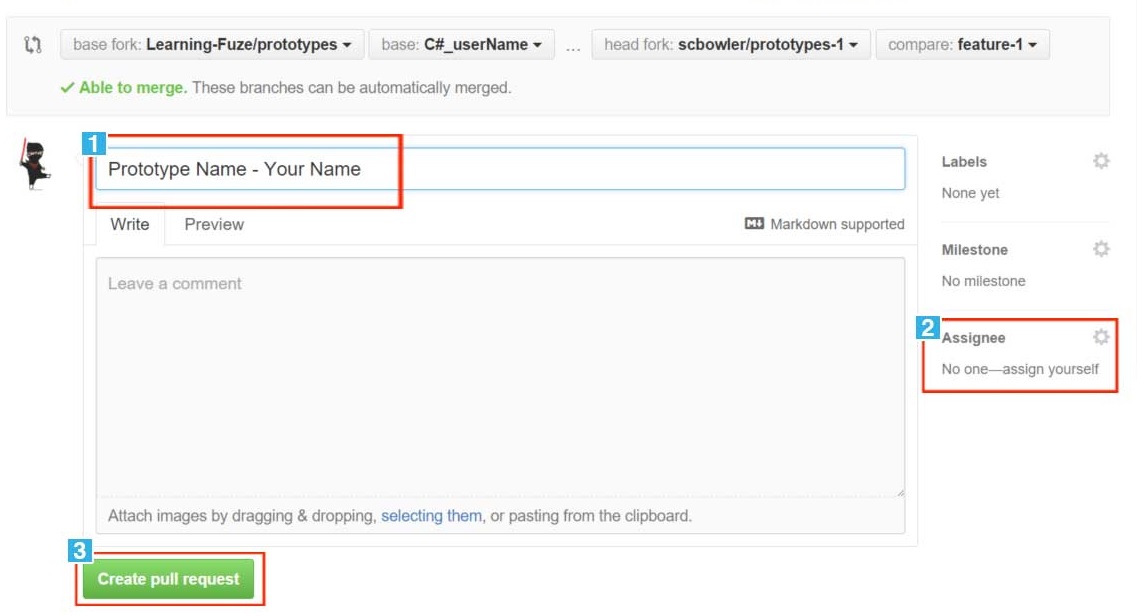 base fork: Learning-Fuze/prototypes base: C#_userName ... head fork: scbowler/prototypes-1 compare: feature-1
Able to merge. These branches can be automatically merged.
1
Prototype Name - Your Name
Write Preview Markdown supported
Leave a comment
Attach images by dragging & dropping, selecting them, or pasting from the clipboard.
3
Create pull request
Labels
None yet
Milestone
No milestone
2
Assignee
No one—assign yourself